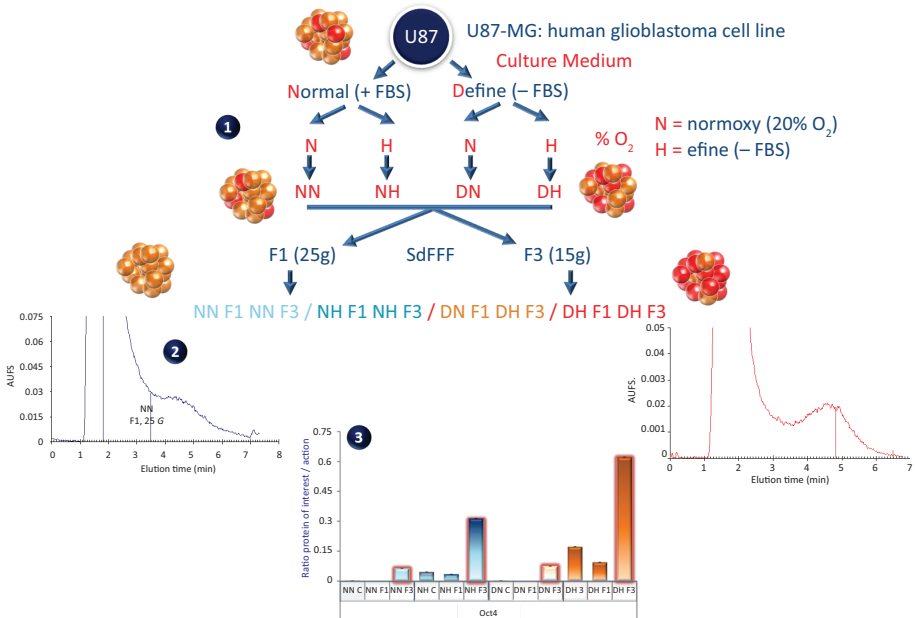 U87
U87-MG: human glioblastoma cell line
Culture Medium
Normal (+ FBS)
Define (– FBS)
1
N H N H
% O2
N = normoxy (20% O2)
H = efine (– FBS)
NN NH DN DH
F1 (25g)
SdFFF
F3 (15g)
NN F1 NN F3 / NH F1 NH F3 / DN F1 DH F3 / DH F1 DH F3
2
AUFS
0.075
0.06
0.045
0.03
0.015
0
NN
F1, 25 G
0 1 2 3 4 5 6 7 8
Elution time (min)
AUFS.
0.05
0.04
0.03
0.02
0.001
0
0 1 2 3 4 5 6 7
Elution time (min)
3
Ratio protein of interest / action
0.75
0.6
0.45
0.3
0.15
0
NN C NN F1 NN F3 NH C NH F1 NH F3 DN C DN F1 DN F3 DH 3 DH F1 DH F3
Oct4